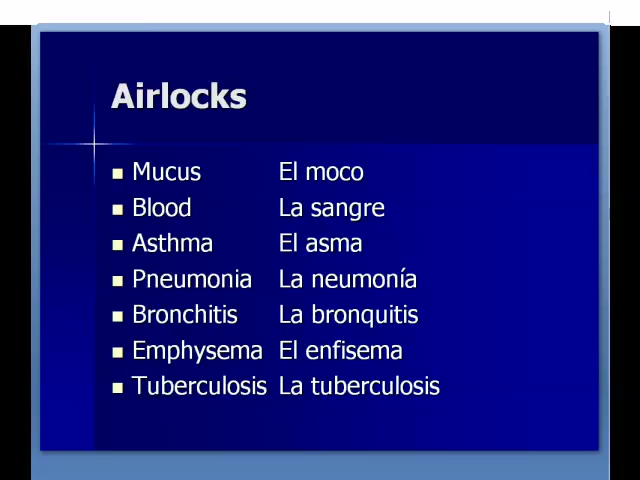 Airlocks
Mucus El moco
Blood La sangre
Asthma El asma
Pneumonia La neumonía
Bronchitis La bronquitis
Emphysema El enfisema
Tuberculosis La tuberculosis